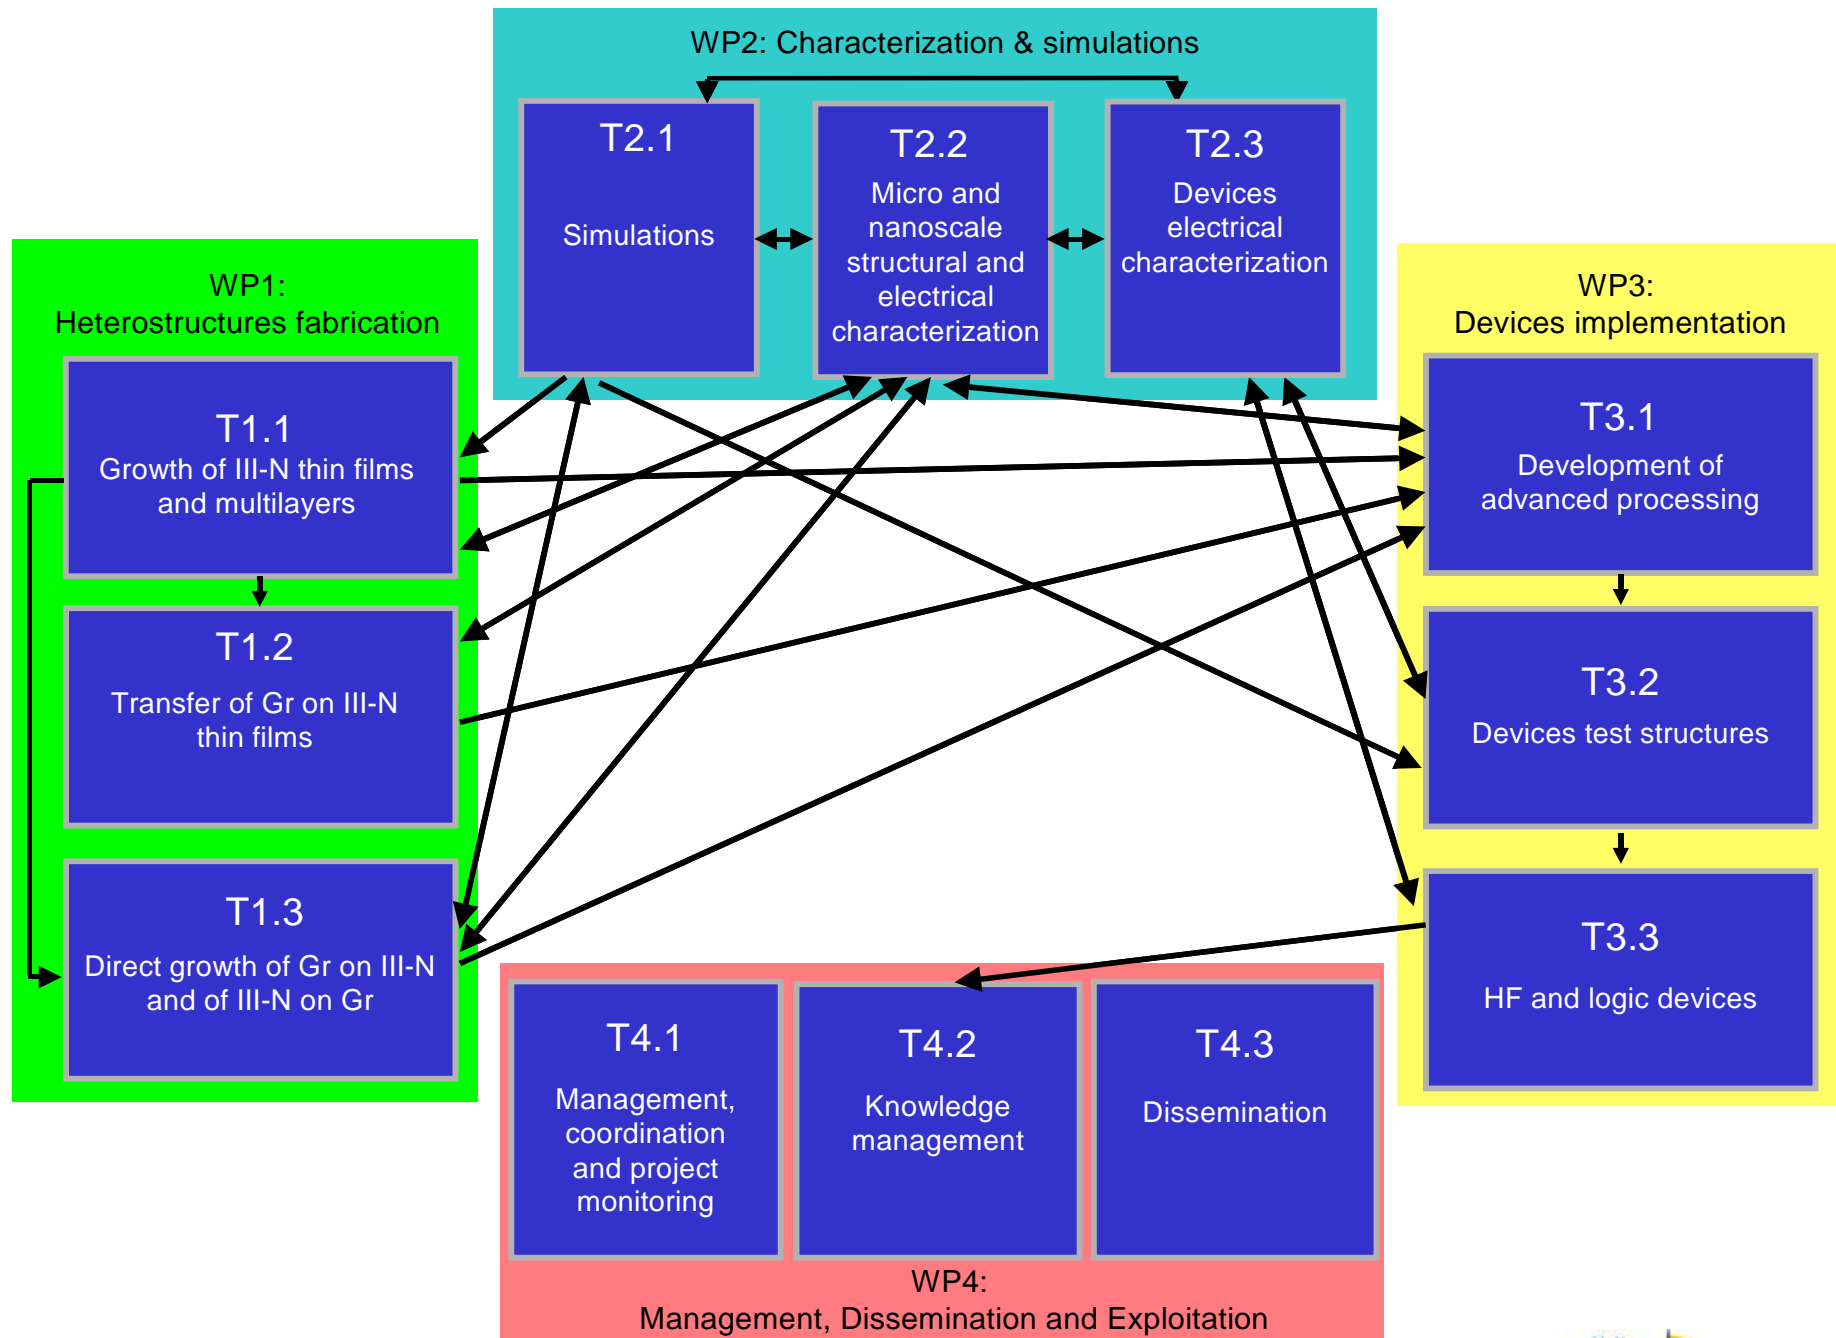 WP2: Characterization & simulations
T2.1
Simulations
T2.2
Micro and
nanoscale
structural and
electrical
characterization
T2.3
Devices
electrical
characterization
WP1:
Heterostructures fabrication
T1.1
Growth of III-N thin films
and multilayers
T1.2
Transfer of Gr on III-N
thin films
T1.3
Direct growth of Gr on III-N
and of III-N on Gr
WP3:
Devices implementation
T3.1
Development of
advanced processing
T3.2
Devices test structures
T3.3
HF and logic devices
T4.1
Management,
coordination
and project
monitoring
T4.2
Knowledge
management
T4.3
Dissemination
WP4:
Management, Dissemination and Exploitation